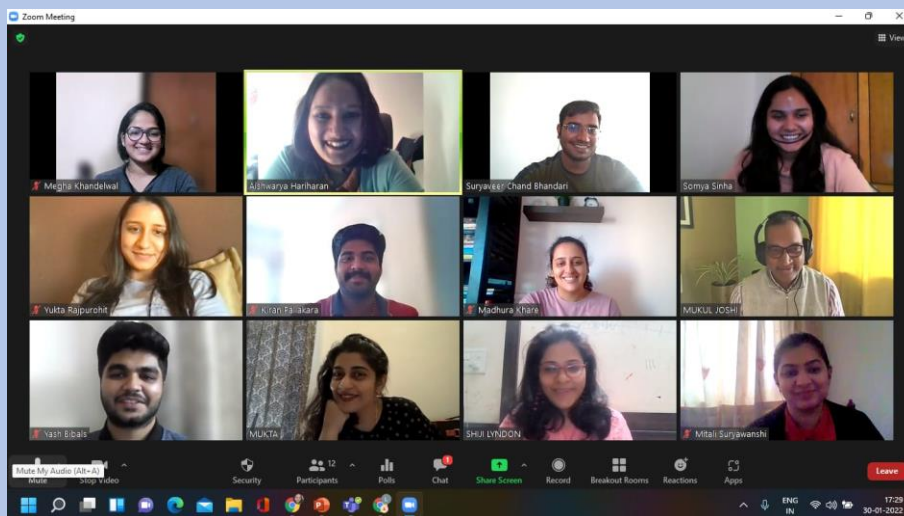 Zoom Meeting
View
Megha Khandelwal
Aishwarya Hariharan
Suryaveer Chand Bhandari
Somya Sinha
Yukta Rajpurohit
Kiran Pallakara
Madhura Khare
MUKUL JOSHI
Yash Bibals
MUKTA
SHIJI LYNDON
Mitali Suryawanshi
Mute My Audio (Alt+A)
Mute
Stop Video
Security
12
Participants
Polls
1
Chat
Share Screen
Record
Breakout Rooms
Reactions
Apps
Leave
ENG
IN
17:29
30-01-2022